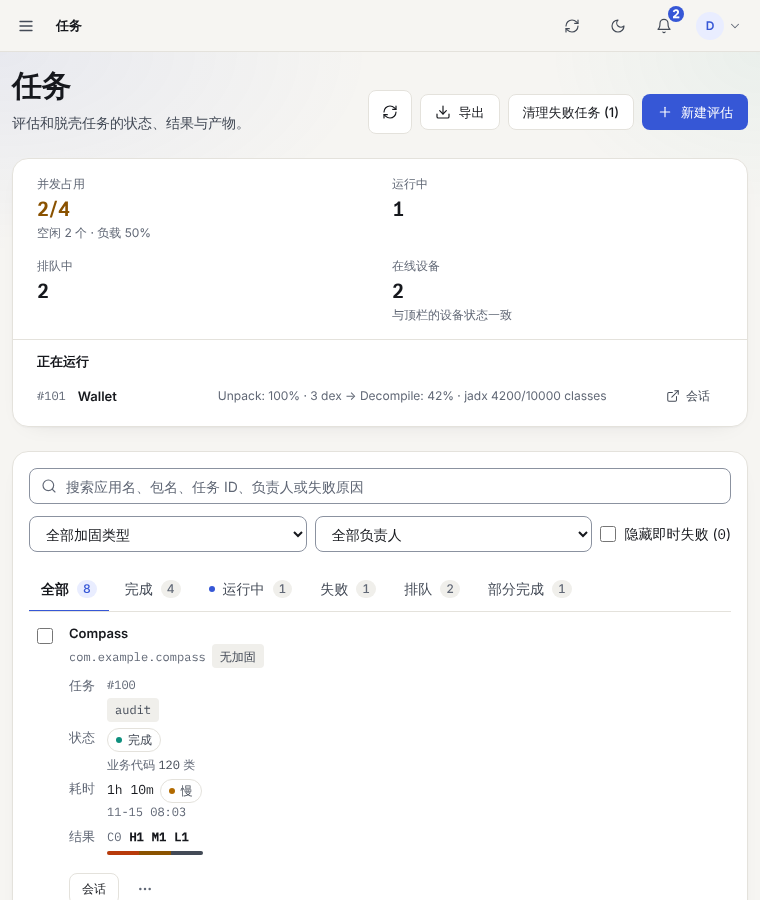 任务
2
D
任务
评估和脱壳任务的状态、结果与产物。
导出
清理失败任务 (1)
新建评估
并发占用
运行中
2/4
1
空闲 2 个 · 负载 50%
排队中
在线设备
2
2
与顶栏的设备状态一致
正在运行
#101 Wallet Unpack: 100% · 3 dex → Decompile: 42% · jadx 4200/10000 classes 会话
搜索应用名、包名、任务 ID、负责人或失败原因
全部加固类型 全部负责人 隐藏即时失败 (0)
全部 8 完成 4 运行中 1 失败 1 排队 2 部分完成 1
Compass
com.example.compass 无加固
任务 #100
audit
状态 完成
业务代码 120 类
耗时 1h 10m 慢
11-15 08:03
结果 C0 H1 M1 L1
会话 ···